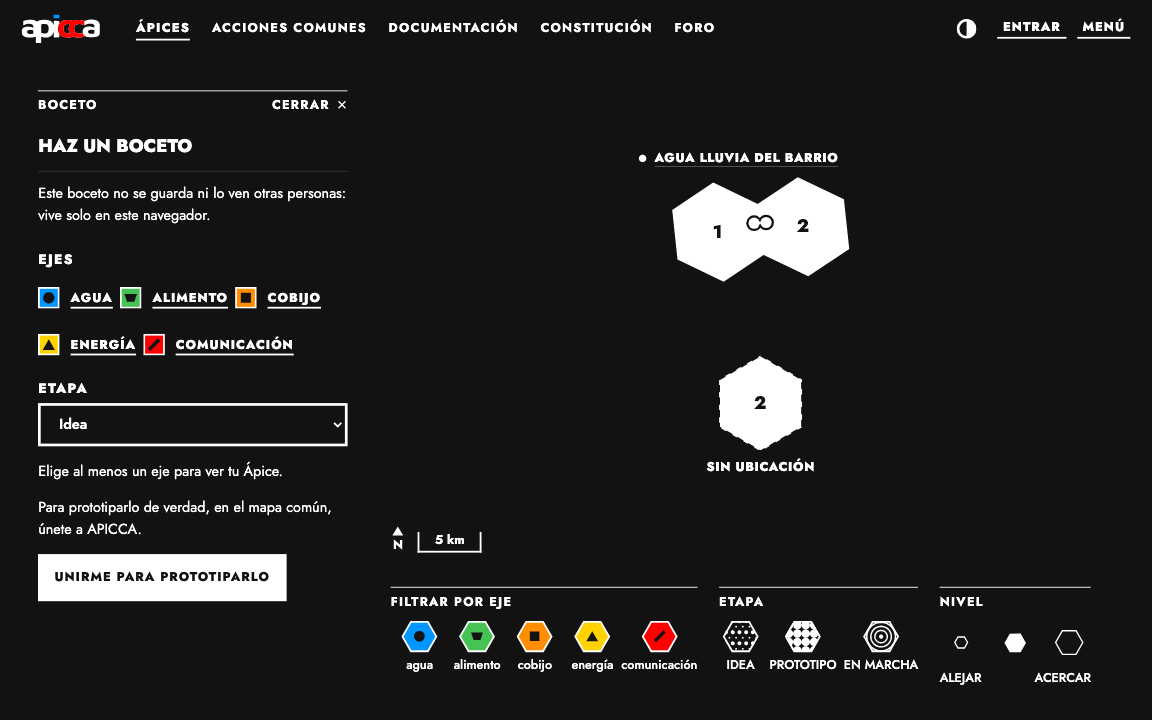 apicca
ÁPICES
ACCIONES COMUNES
DOCUMENTACIÓN
CONSTITUCIÓN
FORO
ENTRAR
MENÚ
BOCETO
CERRAR ×
HAZ UN BOCETO
Este boceto no se guarda ni lo ven otras personas:
vive solo en este navegador.
EJES
AGUA
ALIMENTO
COBIJO
ENERGÍA
COMUNICACIÓN
ETAPA
Idea
Elige al menos un eje para ver tu Ápice.
Para prototiparlo de verdad, en el mapa común,
únete a APICCA.
UNIRME PARA PROTOTIPARLO
AGUA LLUVIA DEL BARRIO
1
2
2
SIN UBICACIÓN
N
5 km
FILTRAR POR EJE
agua
alimento
cobijo
energía
comunicación
ETAPA
IDEA
PROTOTIPO
EN MARCHA
NIVEL
ALEJAR
ACERCAR